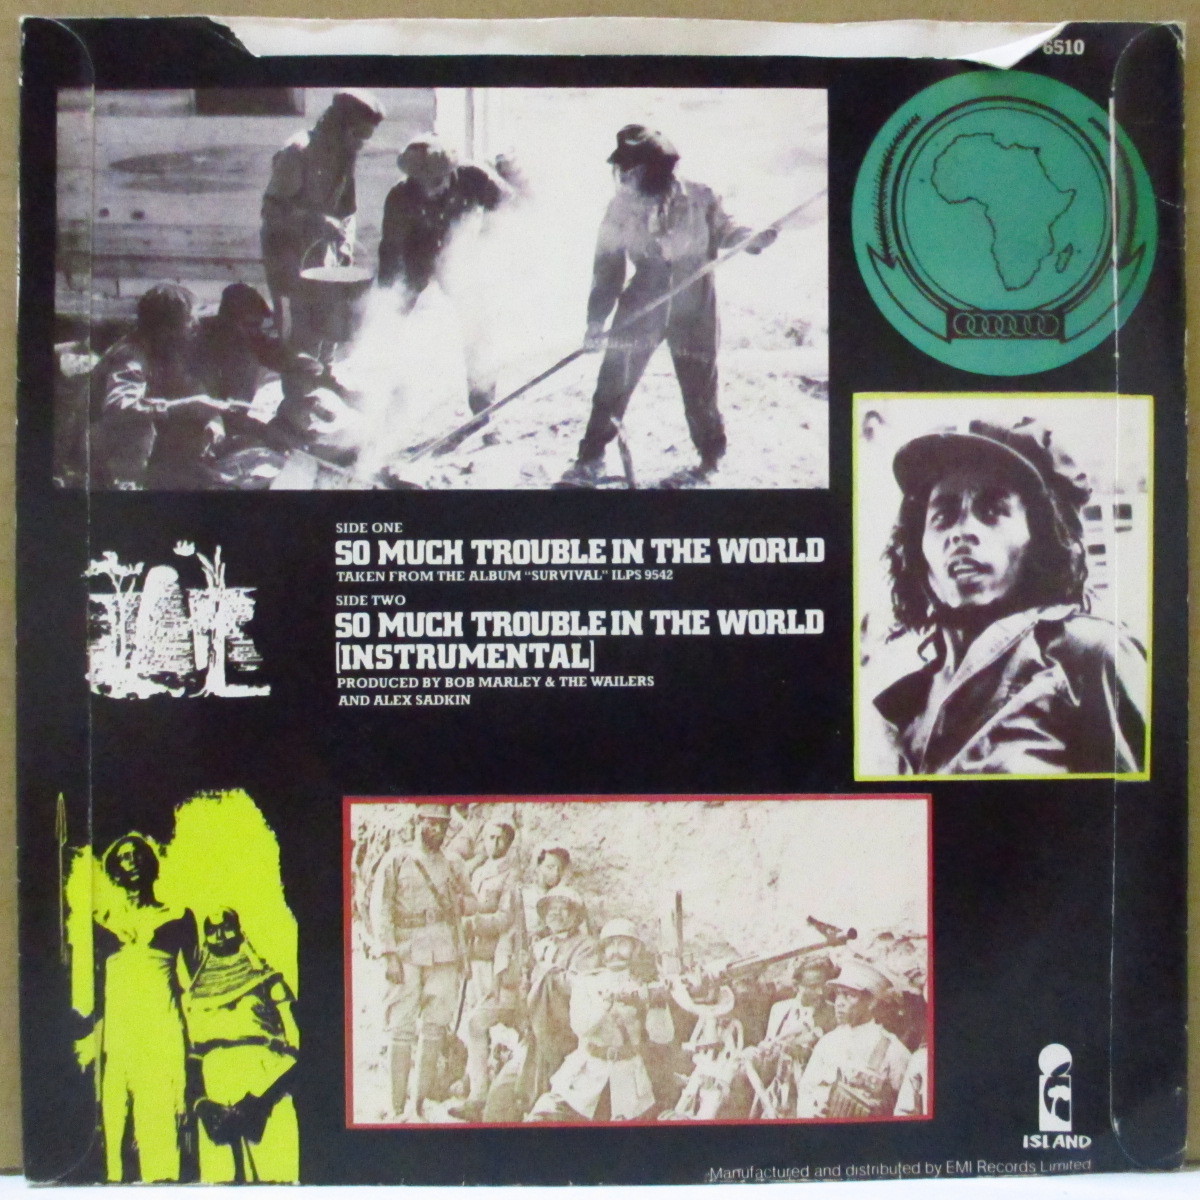 6510
SIDE ONE
SO MUCH TROUBLE IN THE WORLD
TAKEN FROM THE ALBUM "SURVIVAL" ILPS 9542
SIDE TWO
SO MUCH TROUBLE IN THE WORLD
[INSTRUMENTAL]
PRODUCED BY BOB MARLEY & THE WAILERS
AND ALEX SADKIN
ISLAND
Manufactured and distributed by EMI Records Limited